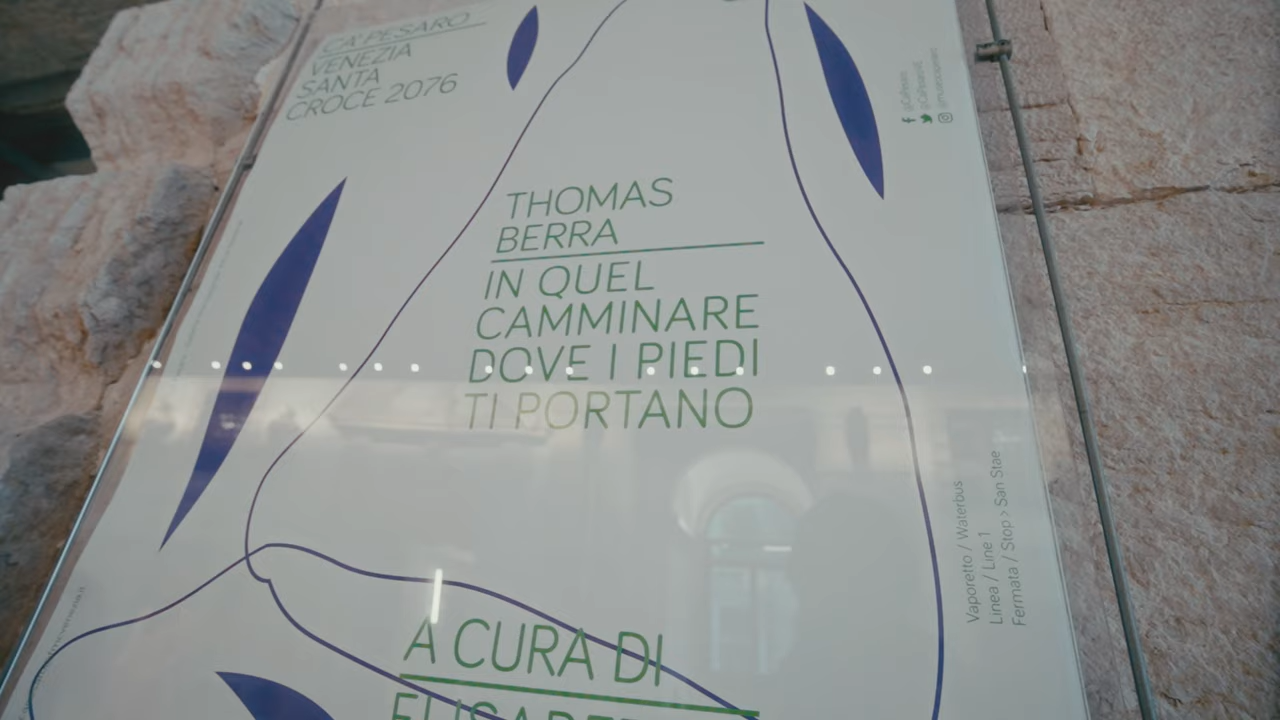 CA' PESARO
VENEZIA
SANTA
CROCE 2076
THOMAS
BERRA
IN QUEL
CAMMINARE
DOVE I PIEDI
TI PORTANO
A CURA DI
Vaporetto / Waterbus
Linea / Line 1
Fermata / Stop > San Stae